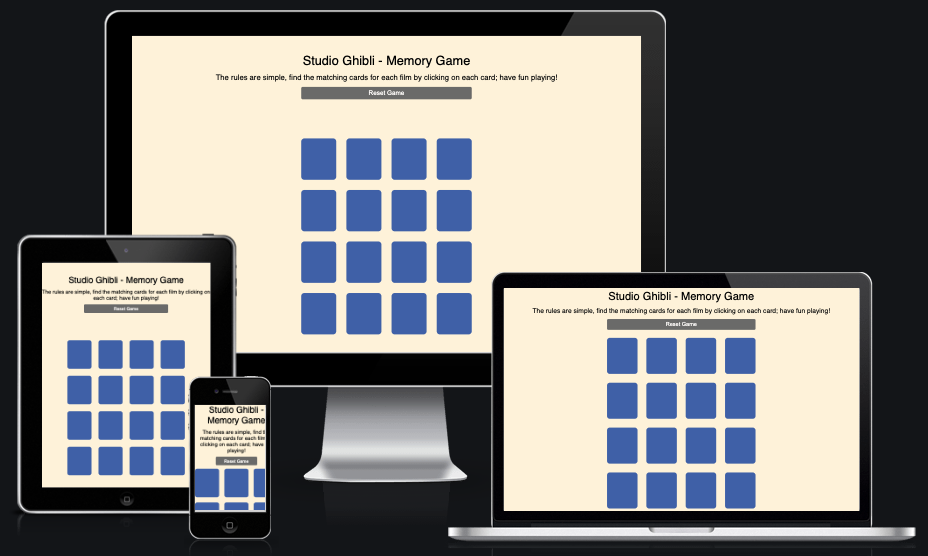 Studio Ghibli - Memory Game
The rules are simple, find the matching cards for each film by clicking on each card; have fun playing!
Reset Game
Studio Ghibli - Memory Game
The rules are simple, find the matching cards for each film by clicking on
each card; have fun playing!
Reset Game
Studio Ghibli -
Memory Game
The rules are simple, find t
matching cards for each film
clicking on each card; have
playing!
Reset Game
Studio Ghibli - Memory Game
The rules are simple, find the matching cards for each film by clicking on each card; have fun playing!
Reset Game